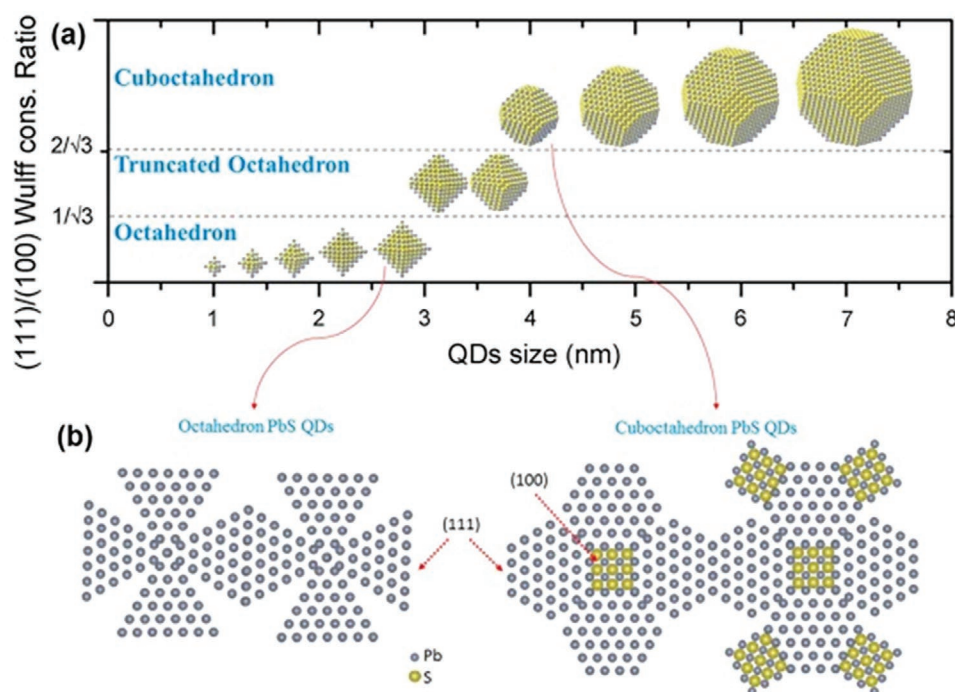 (a)
(111)/(100) Wulff cons. Ratio
Cuboctahedron
2/√3
Truncated Octahedron
1/√3
Octahedron
0 1 2 3 4 5 6 7 8
QDs size (nm)
(b)
Octahedron PbS QDs
Cuboctahedron PbS QDs
(100)
(111)
Pb
S